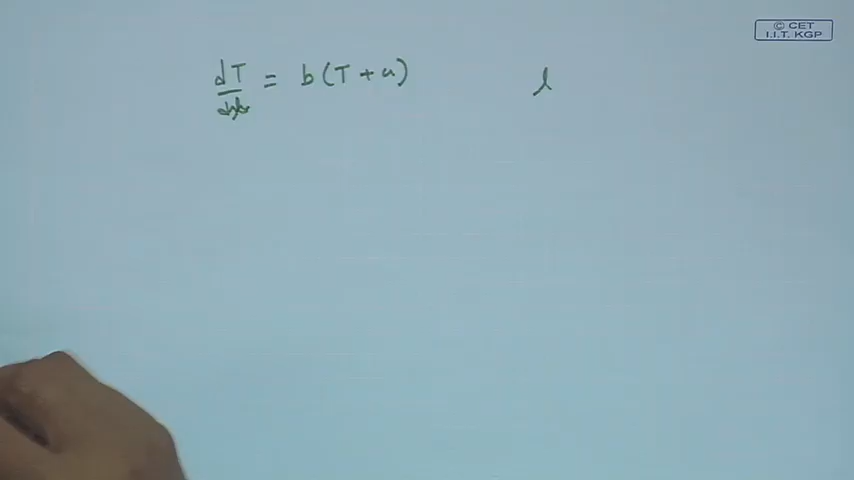 © CET
I.I.T. KGP
dT/dx = b(T + a) l